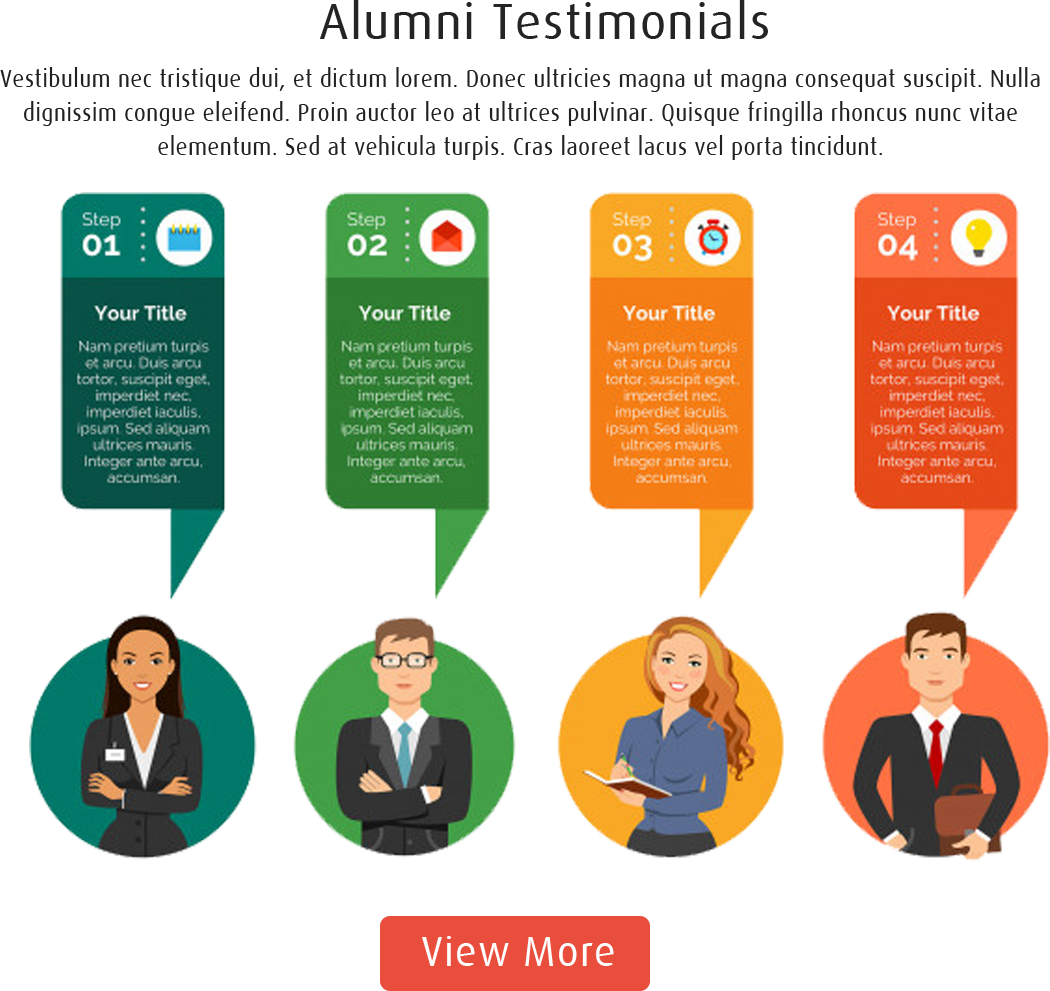 Alumni Testimonials
Vestibulum nec tristique dui, et dictum lorem. Donec ultricies magna ut magna consequat suscipit. Nulla
dignissim congue eleifend. Proin auctor leo at ultrices pulvinar. Quisque fringilla rhoncus nunc vitae
elementum. Sed at vehicula turpis. Cras laoreet lacus vel porta tincidunt.
Step
01
Your Title
Nam pretium turpis
et arcu. Duis arcu
tortor, suscipit eget,
imperdiet nec,
imperdiet iaculis,
ipsum. Sed aliquam
ultrices mauris.
Integer ante arcu,
accumsan.
Step
02
Your Title
Nam pretium turpis
et arcu. Duis arcu
tortor, suscipit eget,
imperdiet nec,
imperdiet iaculis,
ipsum. Sed aliquam
ultrices mauris.
Integer ante arcu,
accumsan.
Step
03
Your Title
Nam pretium turpis
et arcu. Duis arcu
tortor, suscipit eget,
imperdiet nec,
imperdiet iaculis,
ipsum. Sed aliquam
ultrices mauris.
Integer ante arcu,
accumsan.
Step
04
Your Title
Nam pretium turpis
et arcu. Duis arcu
tortor, suscipit eget,
imperdiet nec,
imperdiet iaculis,
ipsum. Sed aliquam
ultrices mauris.
Integer ante arcu,
accumsan.
View More